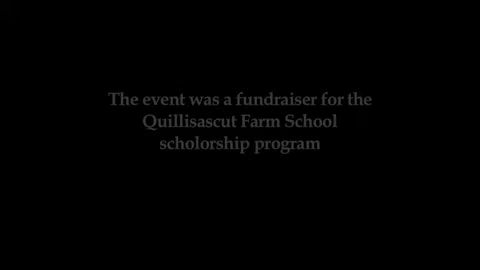 The event was a fundraiser for the
Quillisascut Farm School
scholorship program